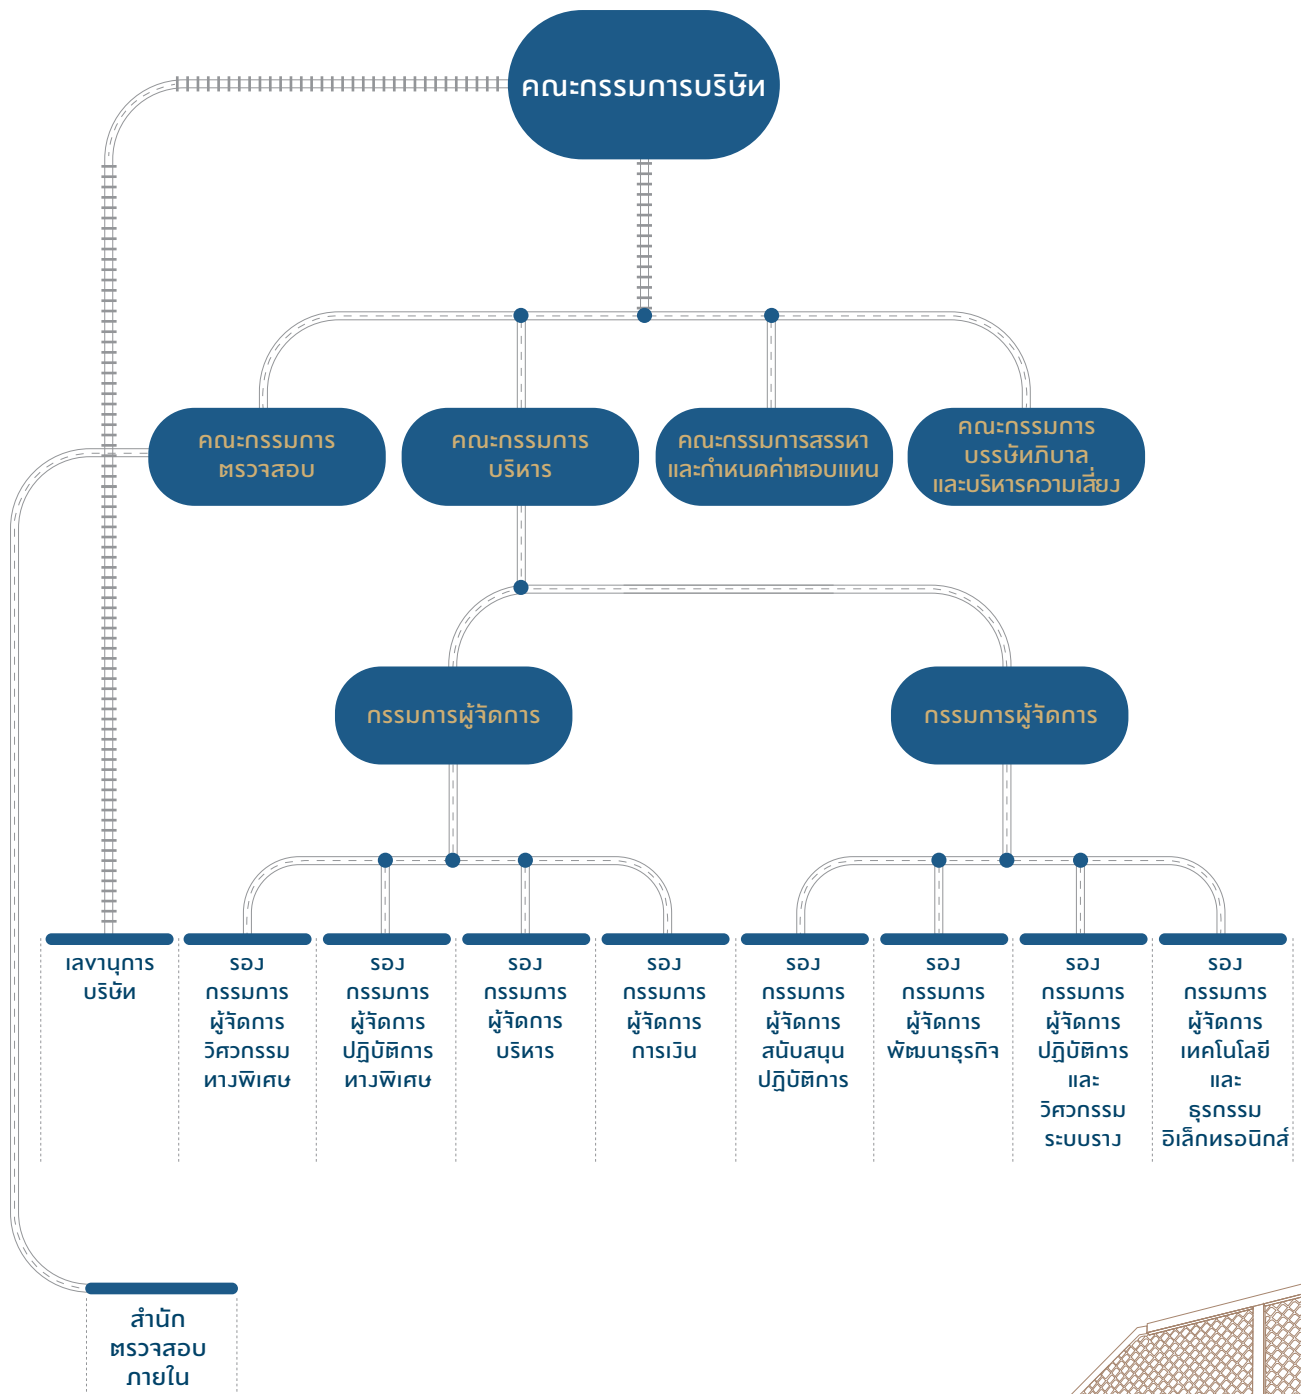 คณะกรรมการบริษัท
คณะกรรมการ
ตรวจสอบ
คณะกรรมการ
บริหาร
คณะกรรมการสรรหา
และกำหนดค่าตอบแทน
คณะกรรมการ
บรรษัทภิบาล
และบริหารความเสี่ยง
กรรมการผู้จัดการ
กรรมการผู้จัดการ
เลขานุการ
บริษัท
รอง
กรรมการ
ผู้จัดการ
วิศวกรรม
ทางพิเศษ
รอง
กรรมการ
ผู้จัดการ
ปฏิบัติการ
ทางพิเศษ
รอง
กรรมการ
ผู้จัดการ
บริหาร
รอง
กรรมการ
ผู้จัดการ
การเงิน
รอง
กรรมการ
ผู้จัดการ
สนับสนุน
ปฏิบัติการ
รอง
กรรมการ
ผู้จัดการ
พัฒนาธุรกิจ
รอง
กรรมการ
ผู้จัดการ
ปฏิบัติการ
และ
วิศวกรรม
ระบบราง
รอง
กรรมการ
ผู้จัดการ
เทคโนโลยี
และ
ธุรกรรม
อิเล็กทรอนิกส์
สำนัก
ตรวจสอบ
ภายใน